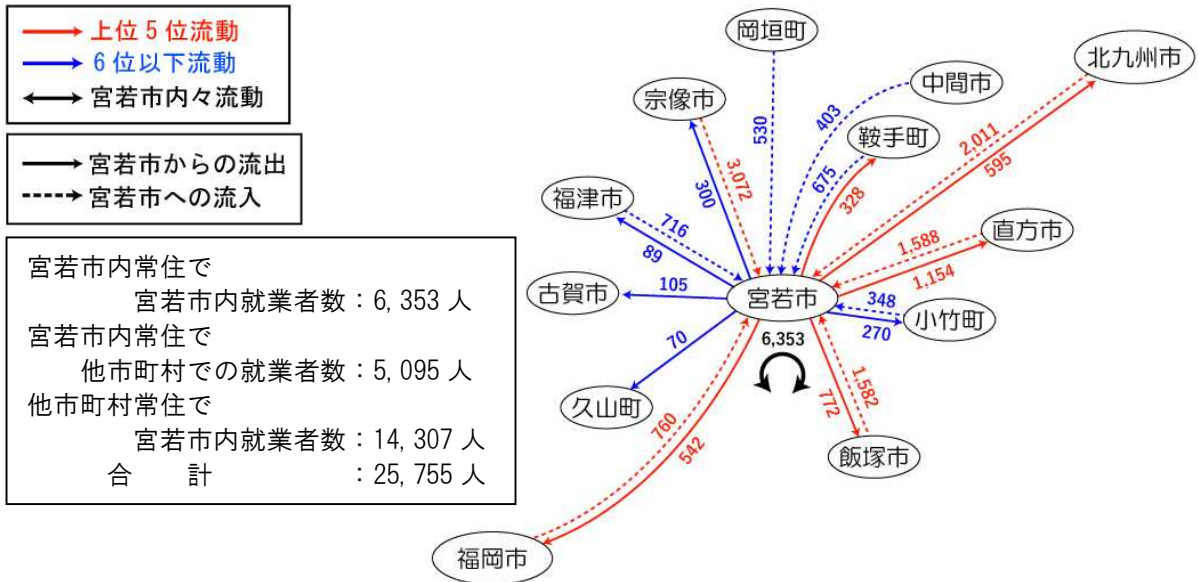 上位5位流動
6位以下流動
宮若市内々流動
宮若市からの流出
宮若市への流入
宮若市内常住で
宮若市内就業者数：6,353 人
宮若市内常住で
他市町村での就業者数：5,095 人
他市町村常住で
宮若市内就業者数：14,307 人
合　計　：25,755 人
岡垣町
530
北九州市
2,011
595
中間市
403
宗像市
3,072
300
鞍手町
675
328
福津市
716
89
直方市
1,588
1,154
古賀市
105
宮若市
6,353
小竹町
348
270
久山町
70
飯塚市
1,582
772
福岡市
760
542